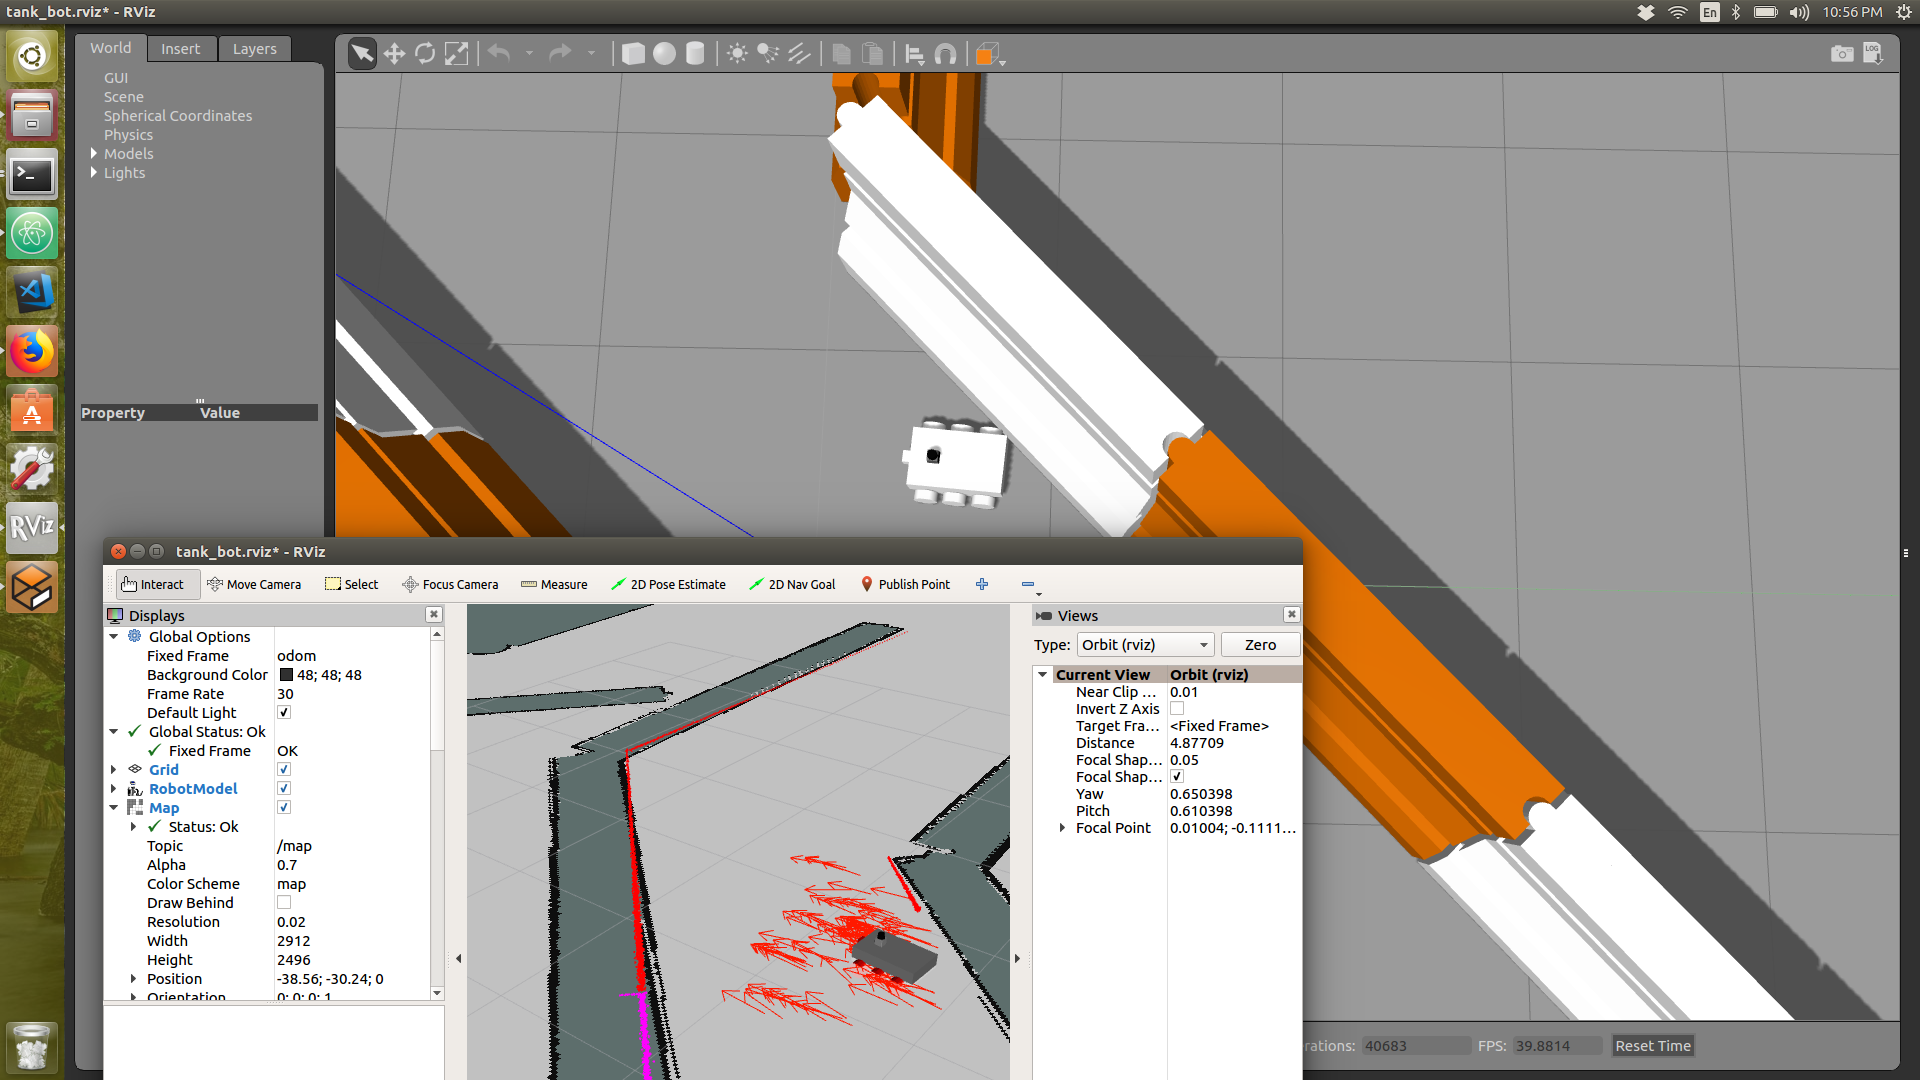 tank_bot.rviz* - RViz
En
10:56 PM
World
Insert
Layers
LOG
GUI
Scene
Spherical Coordinates
Physics
Models
Lights
Property
Value
RViz
tank_bot.rviz* - RViz
Interact
Move Camera
Select
Focus Camera
Measure
2D Pose Estimate
2D Nav Goal
Publish Point
Displays
Global Options
Fixed Frame odom
Background Color 48; 48; 48
Frame Rate 30
Default Light
Global Status: Ok
Fixed Frame OK
Grid
RobotModel
Map
Status: Ok
Topic /map
Alpha 0.7
Color Scheme map
Draw Behind
Resolution 0.02
Width 2912
Height 2496
Position -38.56; -30.24; 0
Orientation 0; 0; 0; 1
Views
Type: Orbit (rviz) Zero
Current View Orbit (rviz)
Near Clip ... 0.01
Invert Z Axis
Target Fra... <Fixed Frame>
Distance 4.87709
Focal Shap... 0.05
Focal Shap...
Yaw 0.650398
Pitch 0.610398
Focal Point 0.01004; -0.1111...
rations: 40683 FPS: 39.8814 Reset Time